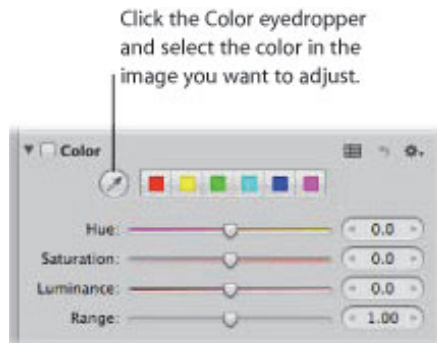 Click the Color eyedropper
and select the color in the
image you want to adjust.
Color
Hue: 0.0
Saturation: 0.0
Luminance: 0.0
Range: 1.00